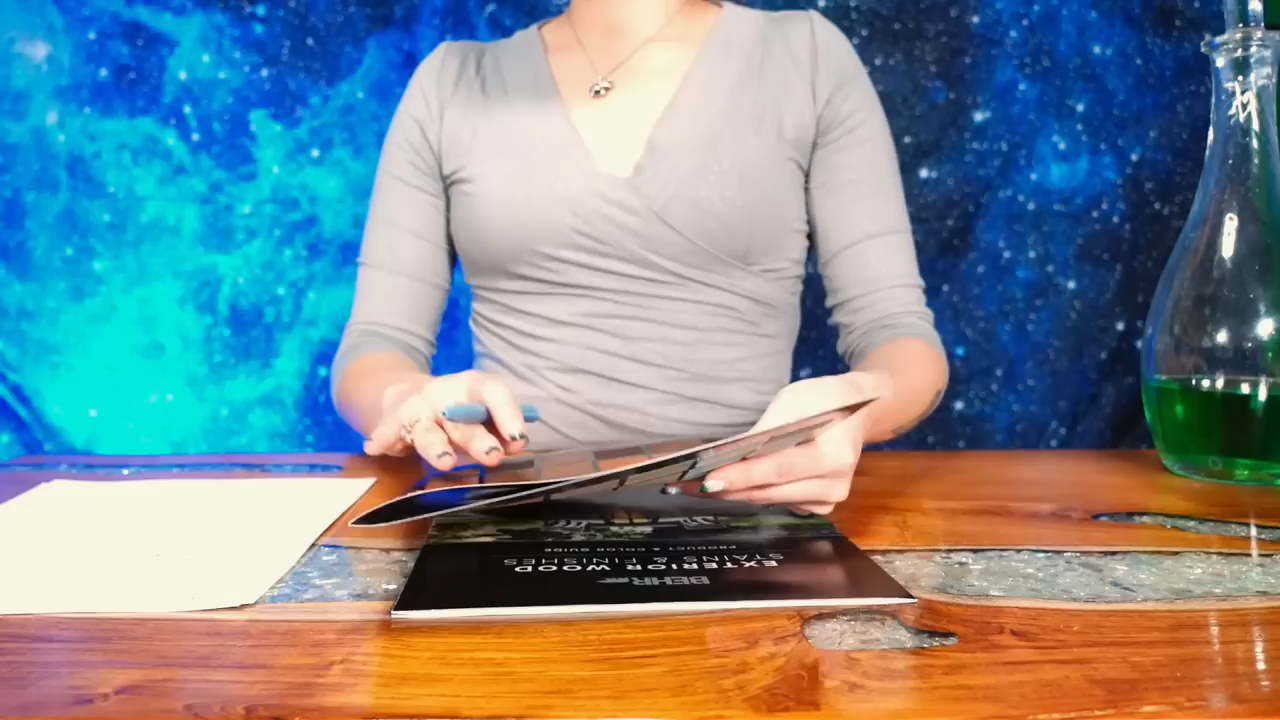 BEHR
EXTERIOR WOOD
STAINS & FINISHES
PRODUCT & COLOR GUIDE